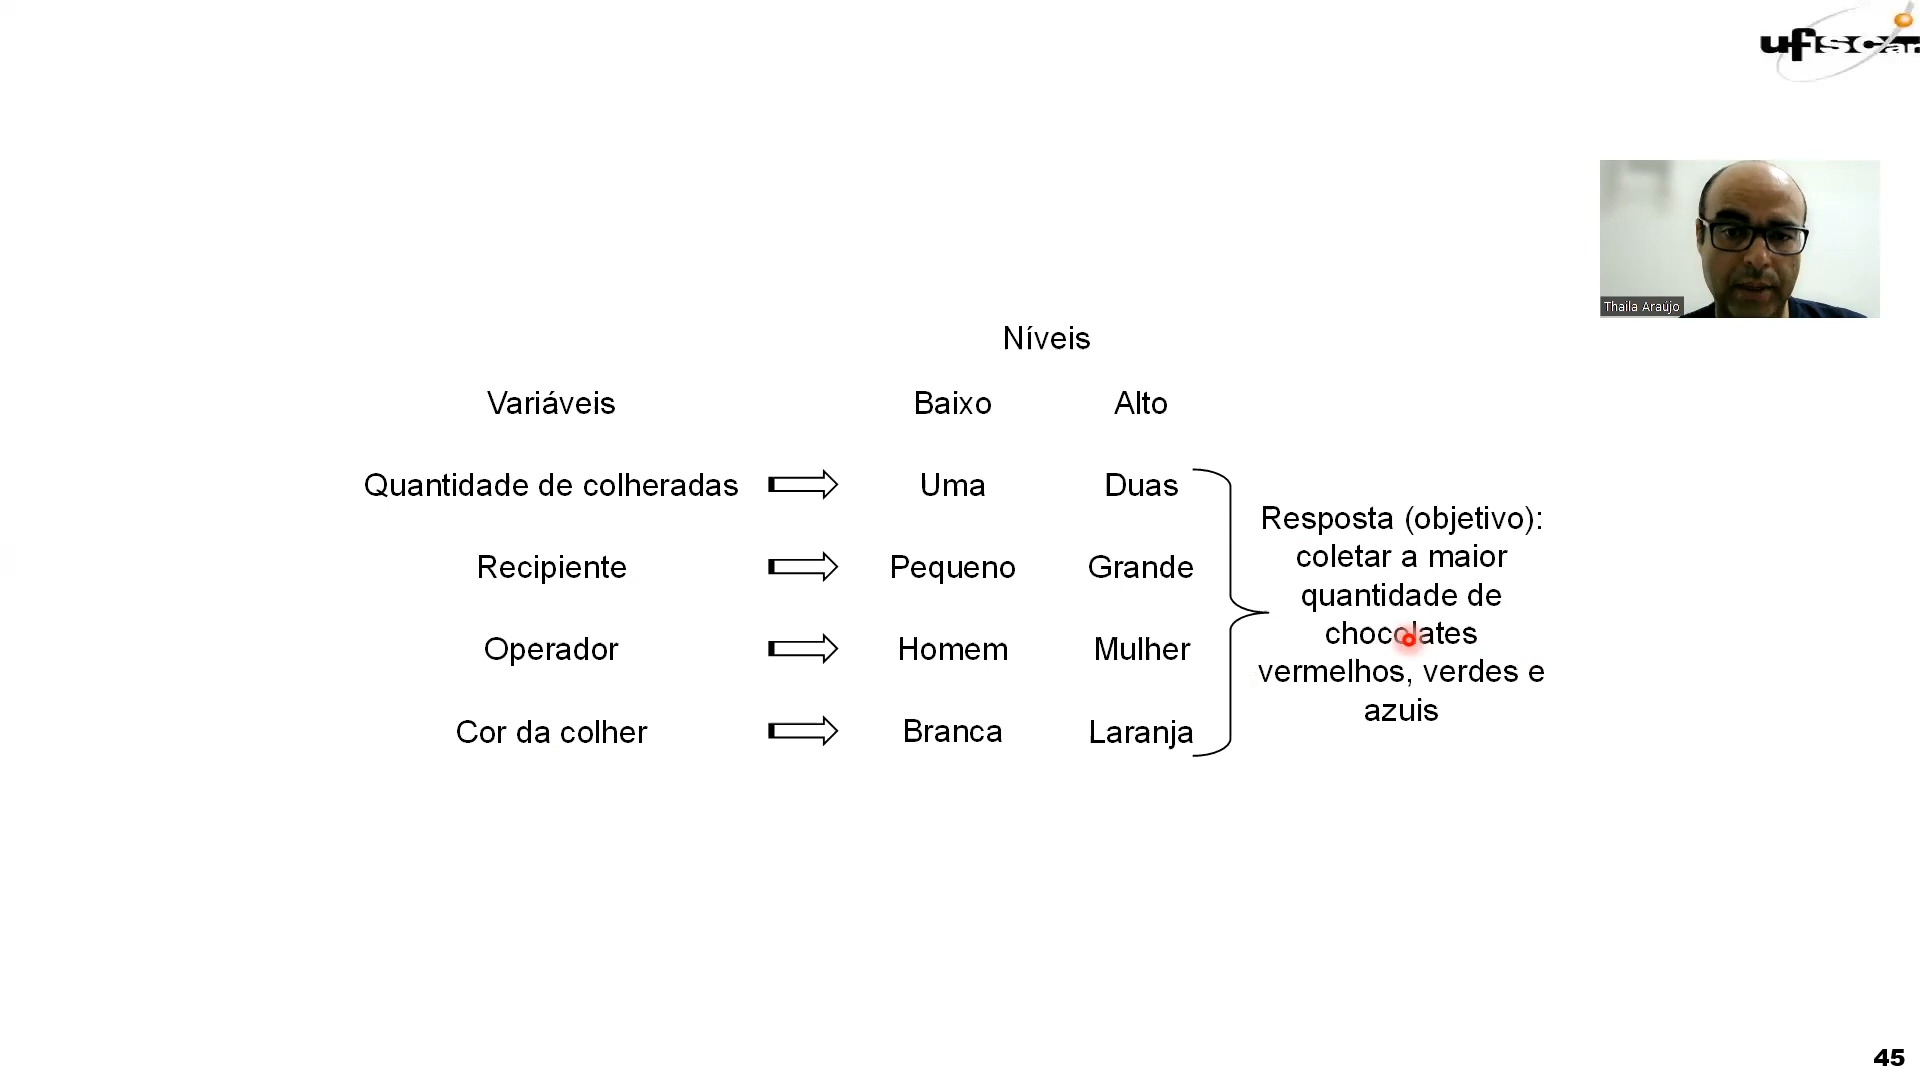 ufscar
Thaila Araújo
Níveis
Variáveis Baixo Alto
Quantidade de colheradas Uma Duas
Recipiente Pequeno Grande
Operador Homem Mulher
Cor da colher Branca Laranja
Resposta (objetivo):
coletar a maior
quantidade de
chocolates
vermelhos, verdes e
azuis
45